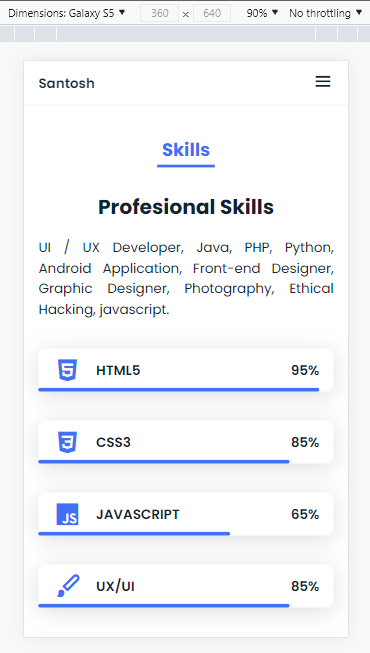 Dimensions: Galaxy S5 ▼ 360 x 640 90% ▼ No throttling ▼
Santosh
Skills
Profesional Skills
UI / UX Developer, Java, PHP, Python,
Android Application, Front-end Designer,
Graphic Designer, Photography, Ethical
Hacking, javascript.
5 HTML5 95%
3 CSS3 85%
JS JAVASCRIPT 65%
UX/UI 85%